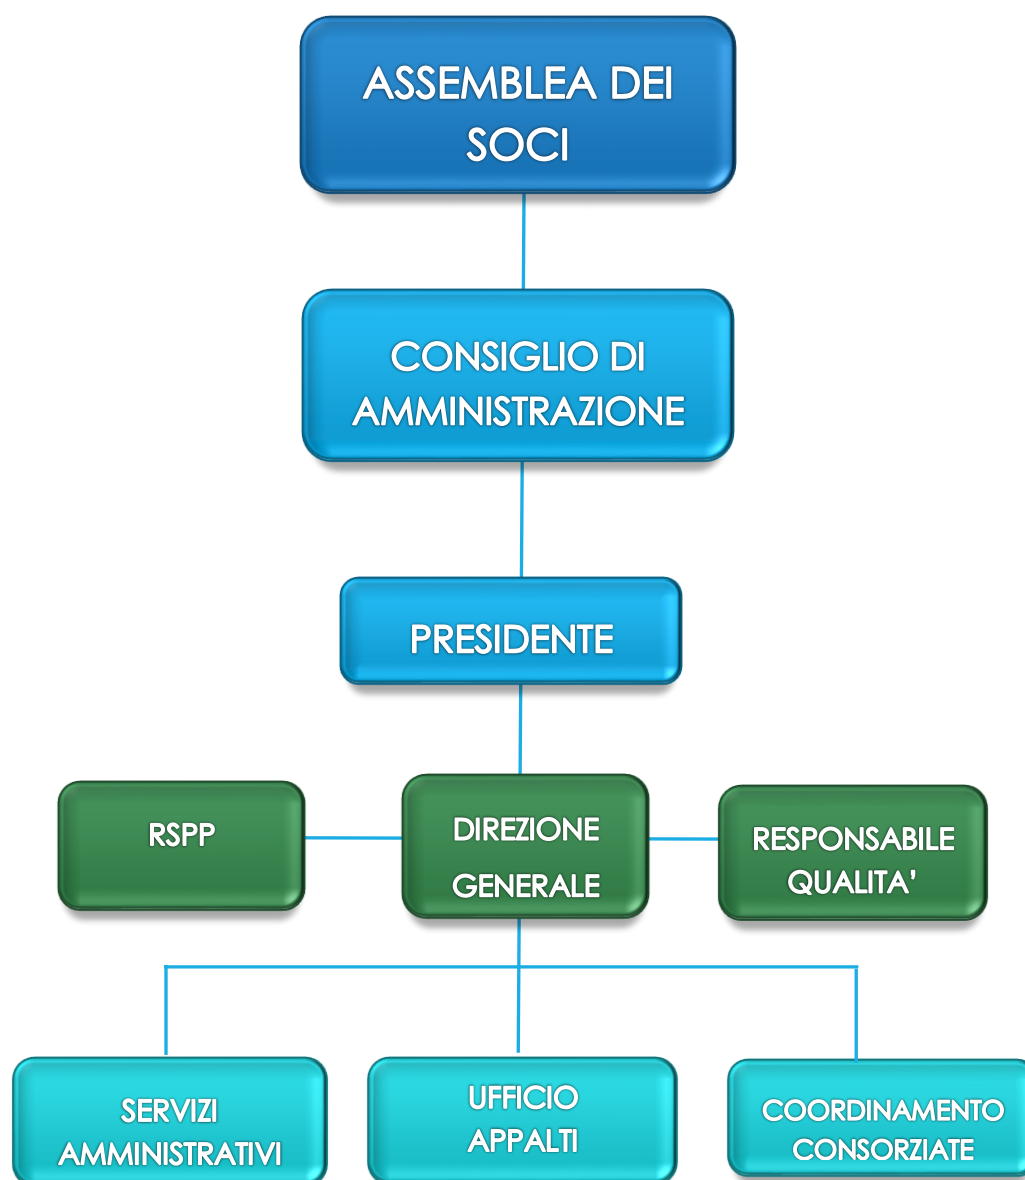 ASSEMBLEA DEI
SOCI
CONSIGLIO DI
AMMINISTRAZIONE
PRESIDENTE
RSPP
DIREZIONE
GENERALE
RESPONSABILE
QUALITA'
SERVIZI
AMMINISTRATIVI
UFFICIO
APPALTI
COORDINAMENTO
CONSORZIATE